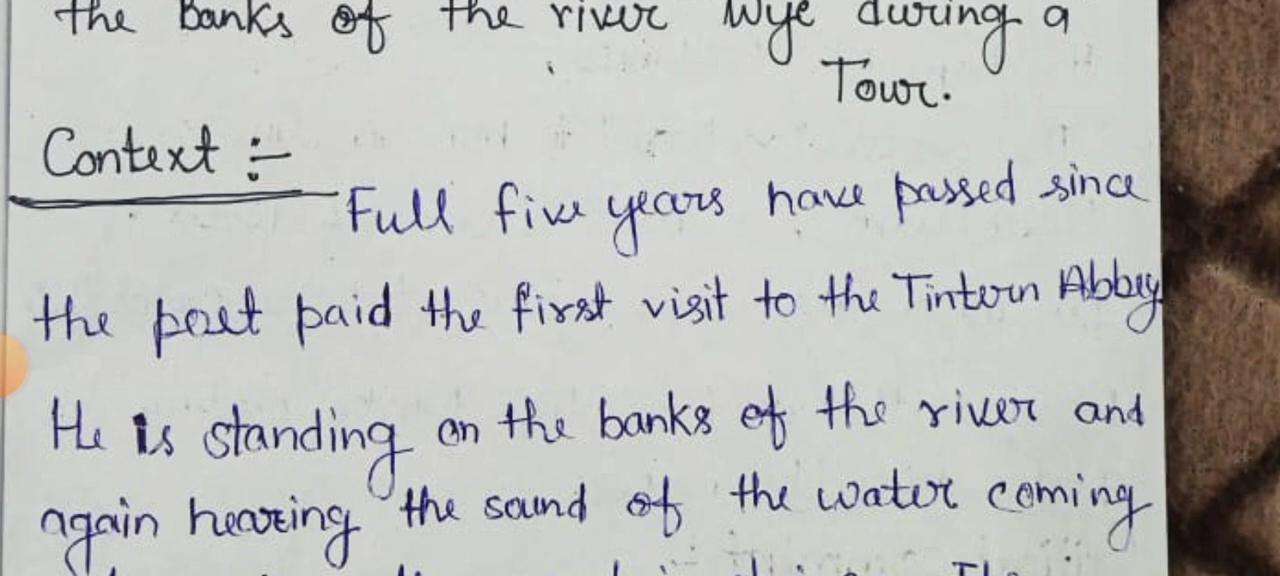 the banks of the river Wye during a
Tour.
Context :-
Full five years have passed since
the poet paid the first visit to the Tintern Abbey
He is standing on the banks of the river and
again hearing the sound of the water coming